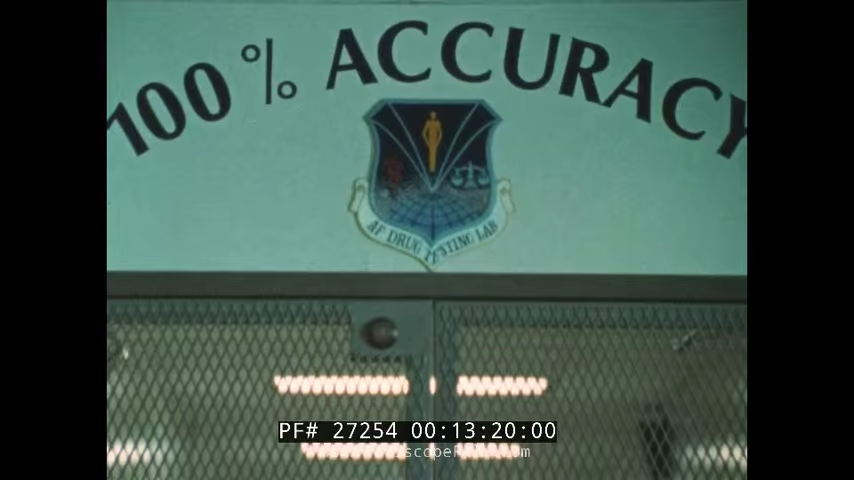 100% ACCURACY
AF DRUG TESTING LAB
PF# 27254 00:13:20:00